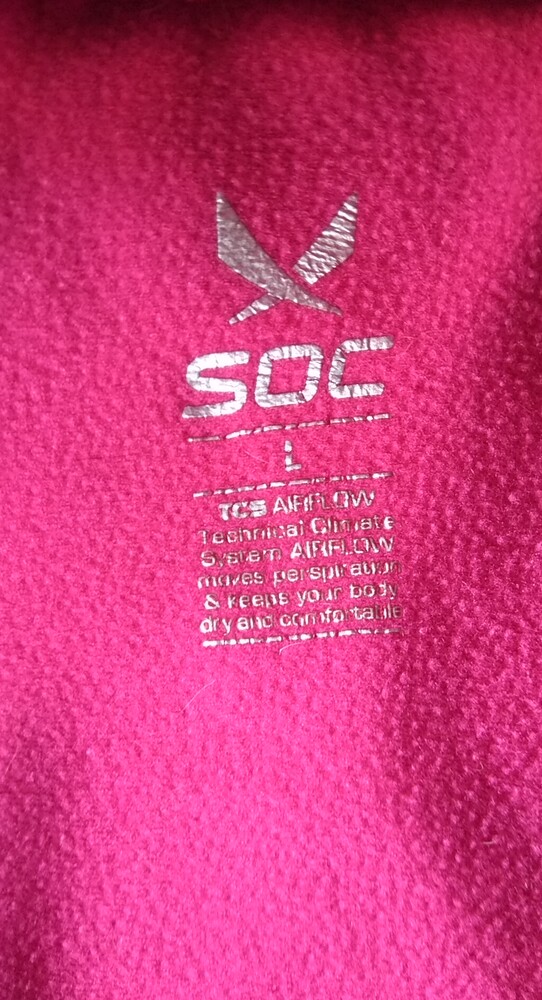 SOC
L
TCS AIRFLOW
Technical Climate
System AIRFLOW
moves perspiration
& keeps your body
dry and comfortable